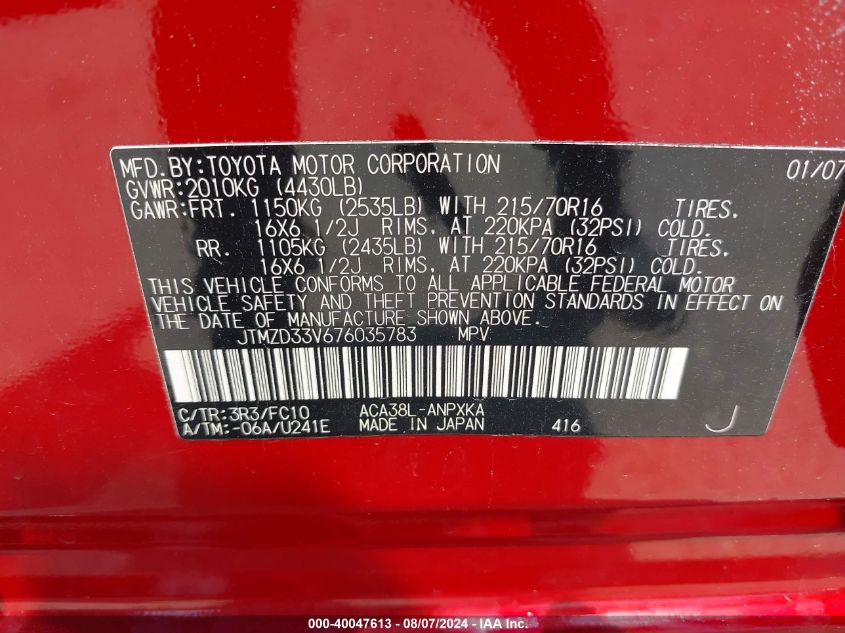 MFD.BY:TOYOTA MOTOR CORPORATION 01/07
GVWR:2010KG (4430LB)
GAWR:FRT. 1150KG (2535LB) WITH 215/70R16 TIRES.
16X6 1/2J RIMS. AT 220KPA (32PSI) COLD.
RR. 1105KG (2435LB) WITH 215/70R16 TIRES.
16X6 1/2J RIMS. AT 220KPA (32PSI) COLD.
THIS VEHICLE CONFORMS TO ALL APPLICABLE FEDERAL MOTOR
VEHICLE SAFETY AND THEFT PREVENTION STANDARDS IN EFFECT ON
THE DATE OF MANUFACTURE SHOWN ABOVE.
JTMZD33V676035783 MPV
C/TR:3R3/FC10 ACA38L-ANPXKA
A/TM:-06A/U241E MADE IN JAPAN 416 J
000-40047613 - 08/07/2024 - IAA Inc.